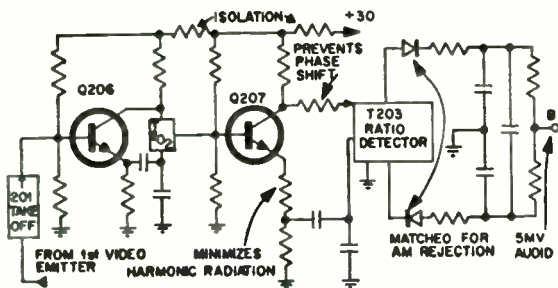 ISOLATION
+30
PREVENTS
PHASE
SHIFT
Q206
Q207
T203
RATIO
DETECTOR
201
TAKE
OFF
FROM 1st VIDEO
EMITTER
MINIMIZES
HARMONIC RADIATION
MATCHED FOR
AM REJECTION
5MV
AUDIO